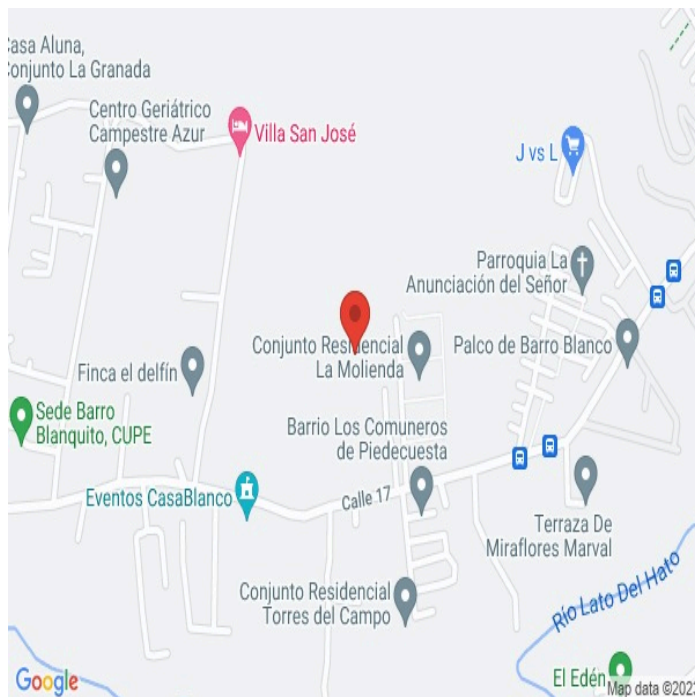 Casa Aluna,
Conjunto La Granada
Centro Geriátrico
Campestre Azur
Villa San José
J vs L
Parroquia La
Anunciación del Señor
Conjunto Residencial
La Molienda
Palco de Barro Blanco
Finca el delfín
Sede Barro
Blanquito, CUPE
Barrio Los Comuneros
de Piedecuesta
Eventos CasaBlanco
Calle 17
Terraza De
Miraflores Marval
Conjunto Residencial
Torres del Campo
Río Lato Del Hato
El Edén
Google
Map data ©2021